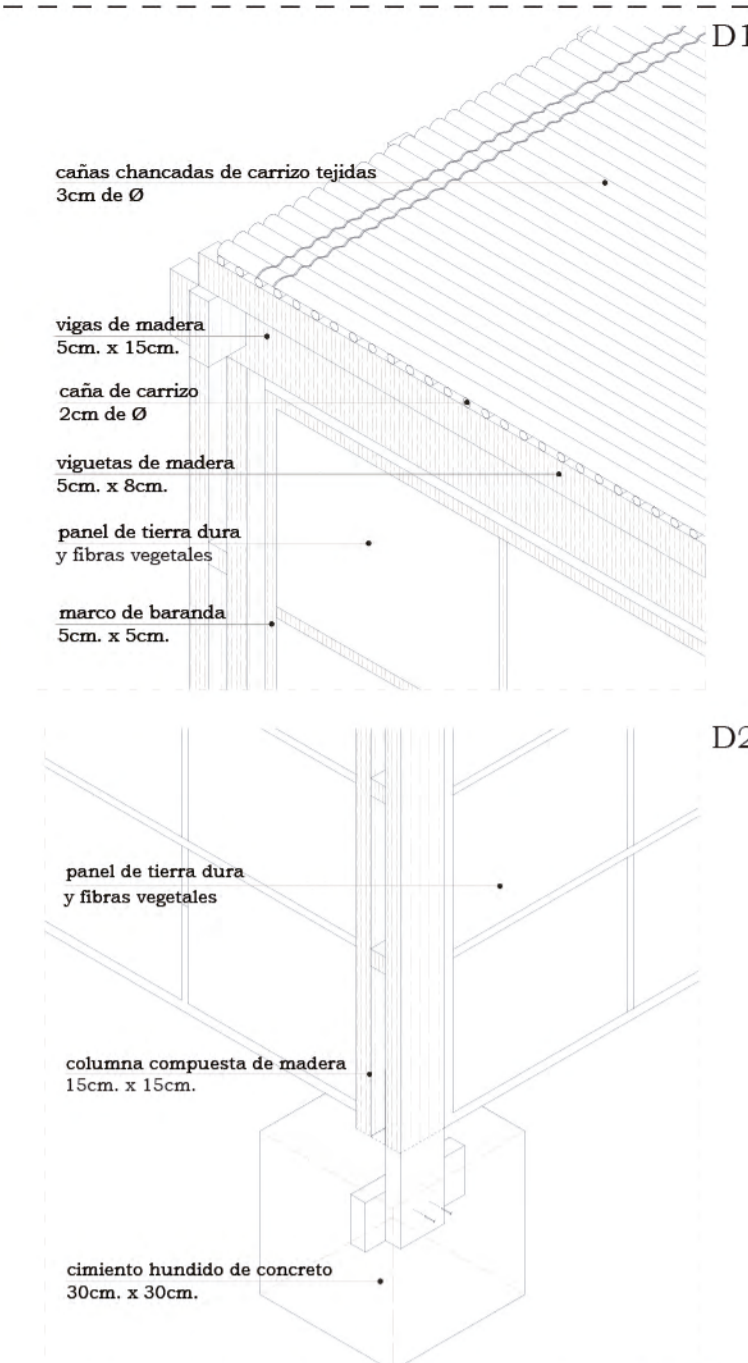 D1
cañas chancadas de carrizo tejidas
3cm de Ø
vigas de madera
5cm. x 15cm.
caña de carrizo
2cm de Ø
viguetas de madera
5cm. x 8cm.
panel de tierra dura
y fibras vegetales
marco de baranda
5cm. x 5cm.
D2
panel de tierra dura
y fibras vegetales
columna compuesta de madera
15cm. x 15cm.
cimiento hundido de concreto
30cm. x 30cm.